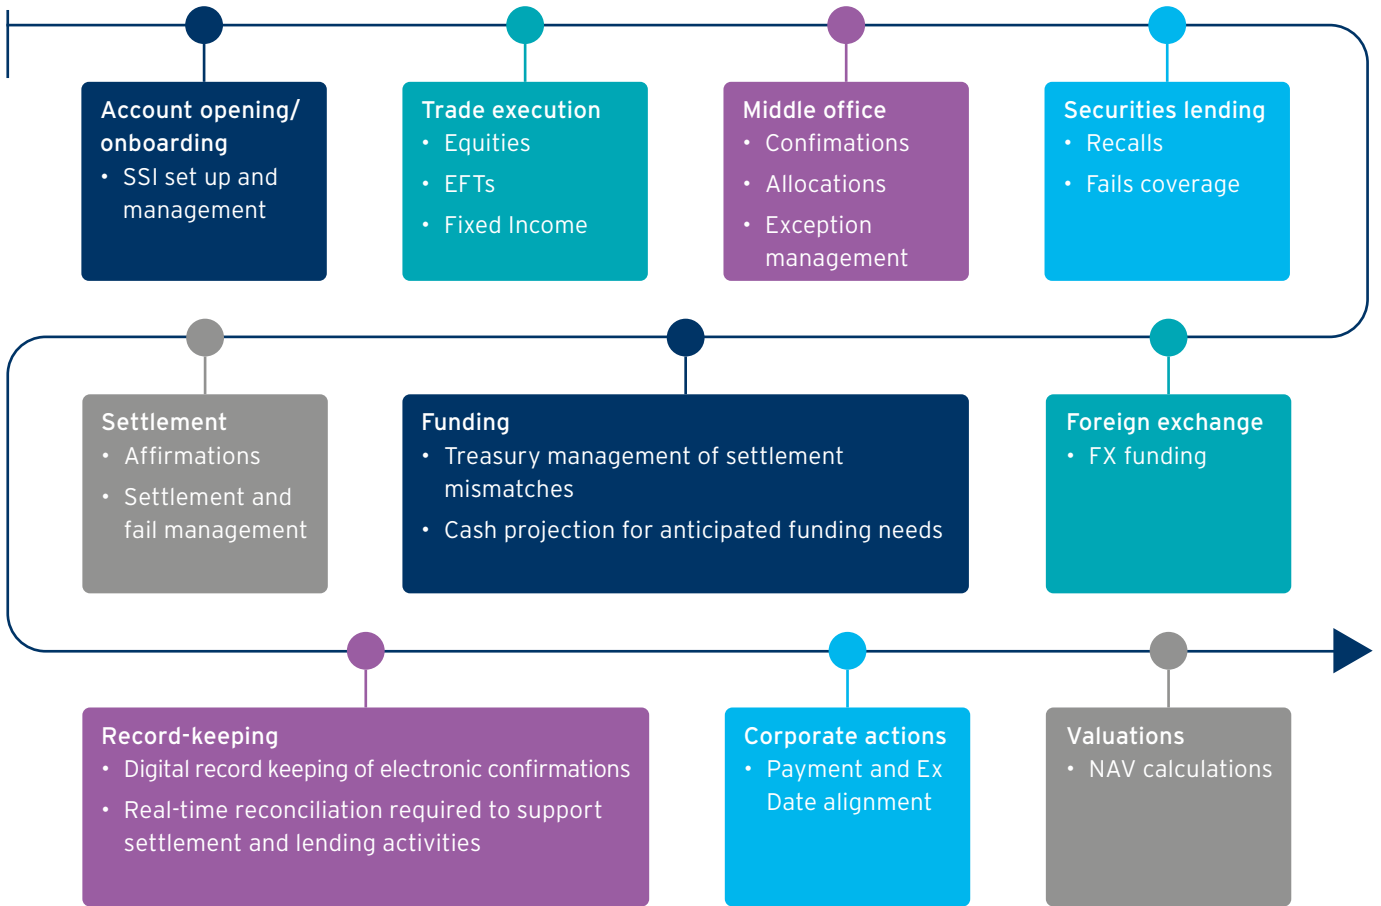 Account opening/
onboarding
• SSI set up and
management
Trade execution
• Equities
• EFTs
• Fixed Income
Middle office
• Confimations
• Allocations
• Exception
management
Securities lending
• Recalls
• Fails coverage
Settlement
• Affirmations
• Settlement and
fail management
Funding
• Treasury management of settlement
mismatches
• Cash projection for anticipated funding needs
Foreign exchange
• FX funding
Record-keeping
• Digital record keeping of electronic confirmations
• Real-time reconciliation required to support
settlement and lending activities
Corporate actions
• Payment and Ex
Date alignment
Valuations
• NAV calculations